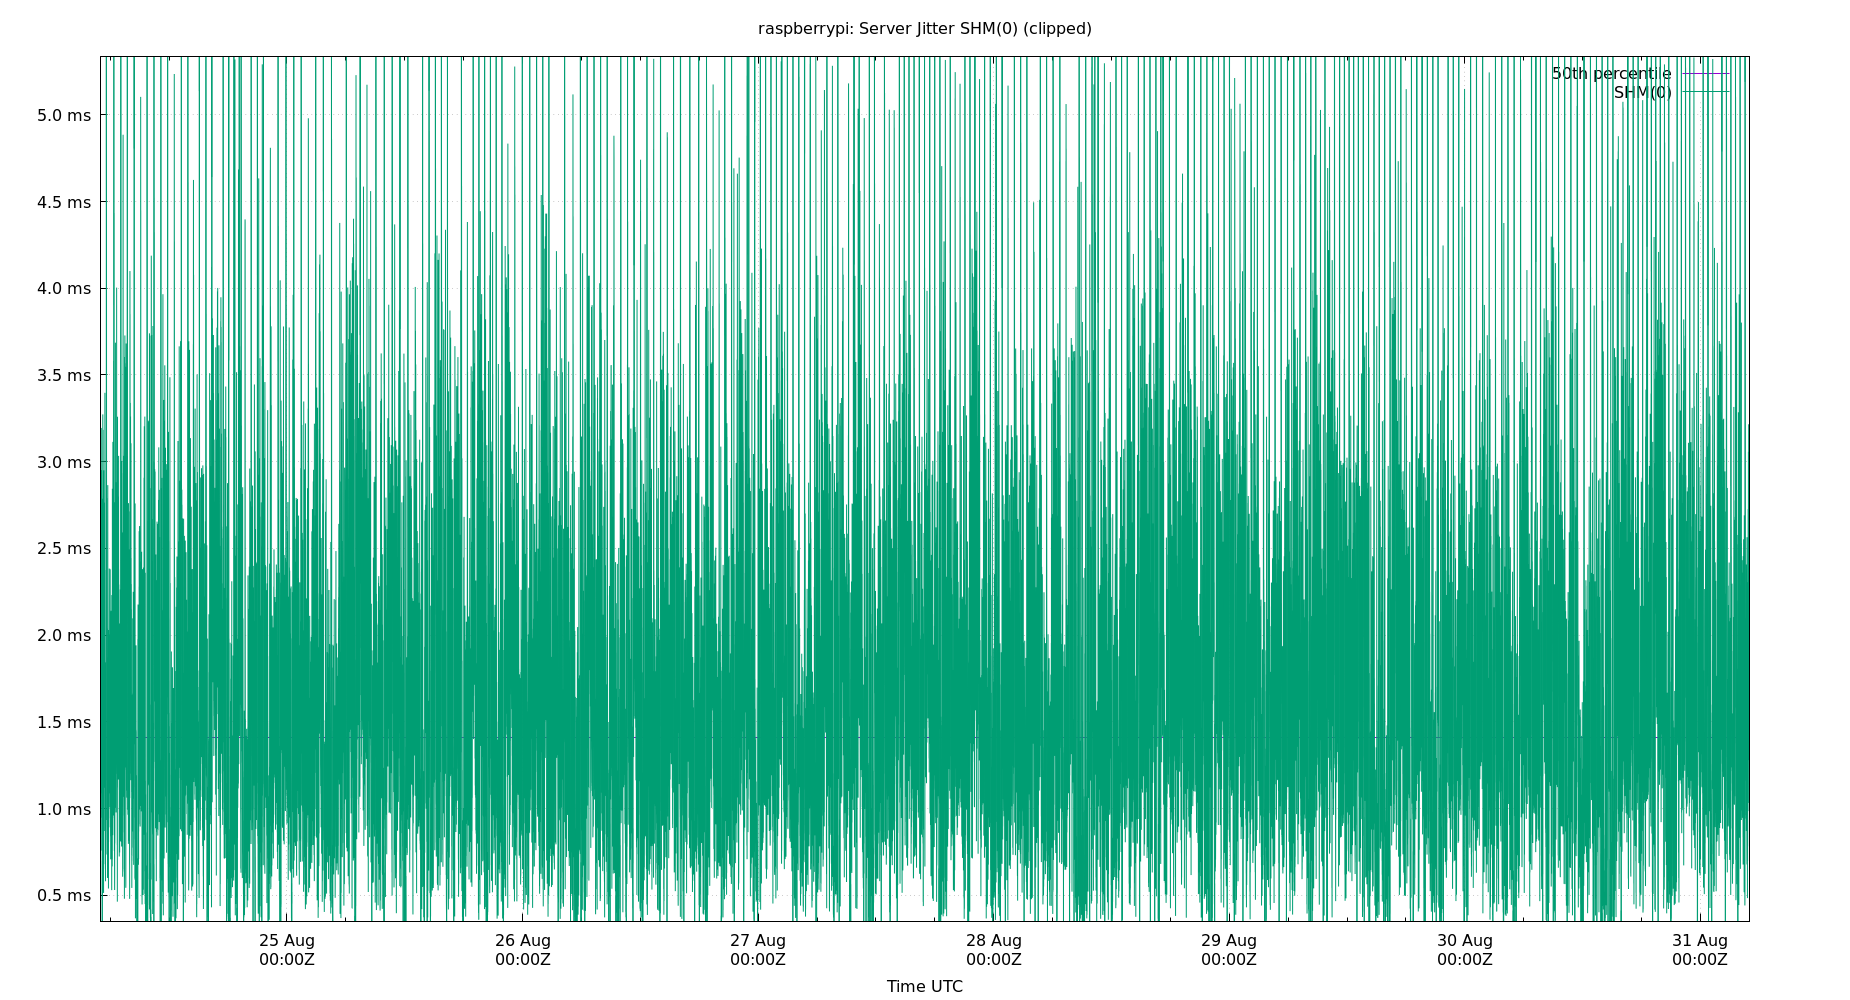 raspberrypi: Server Jitter SHM(0) (clipped)
50th percentile
SHM(0)
5.0 ms
4.5 ms
4.0 ms
3.5 ms
3.0 ms
2.5 ms
2.0 ms
1.5 ms
1.0 ms
0.5 ms
25 Aug 26 Aug 27 Aug 28 Aug 29 Aug 30 Aug 31 Aug
00:00Z 00:00Z 00:00Z 00:00Z 00:00Z 00:00Z 00:00Z
Time UTC